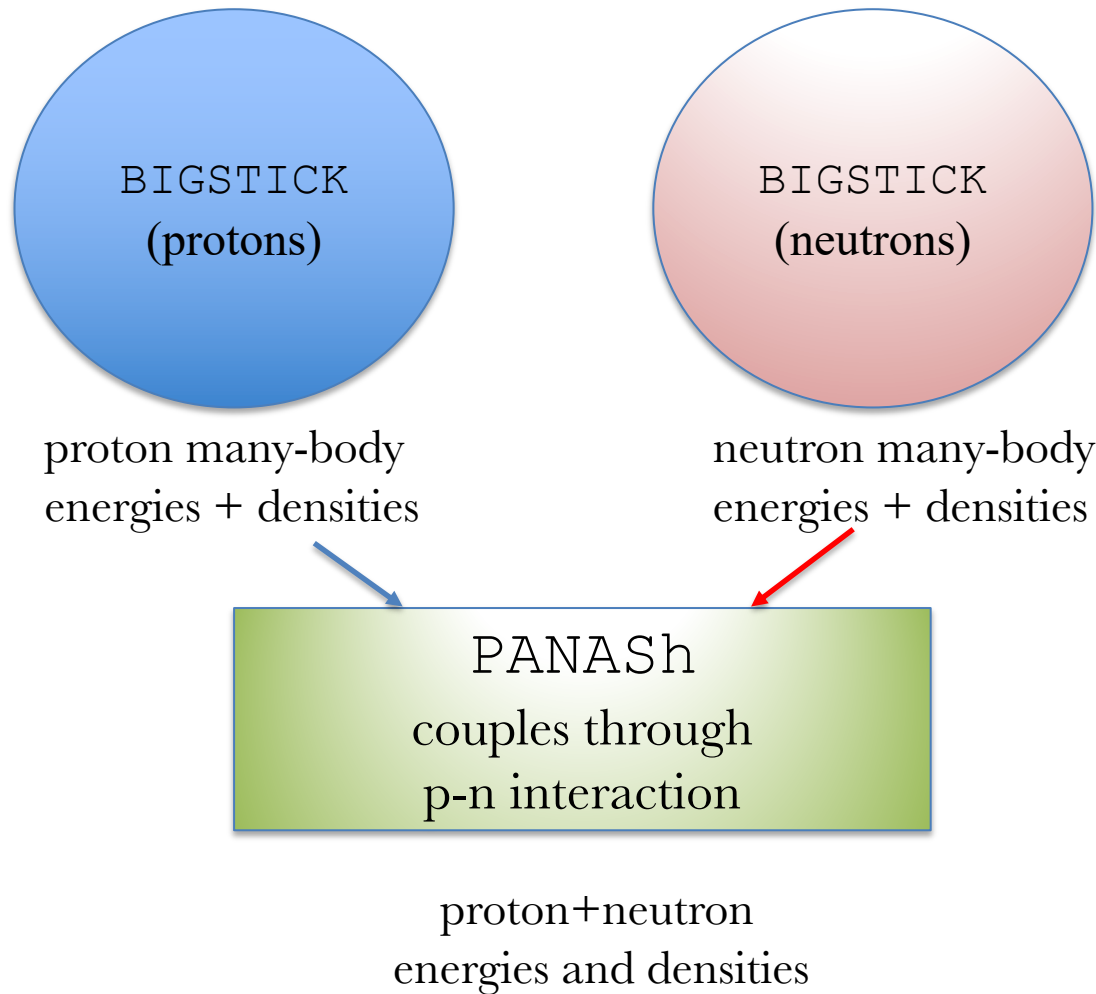 BIGSTICK
(protons)
BIGSTICK
(neutrons)
proton many-body
energies + densities
neutron many-body
energies + densities
PANASh
couples through
p-n interaction
proton+neutron
energies and densities